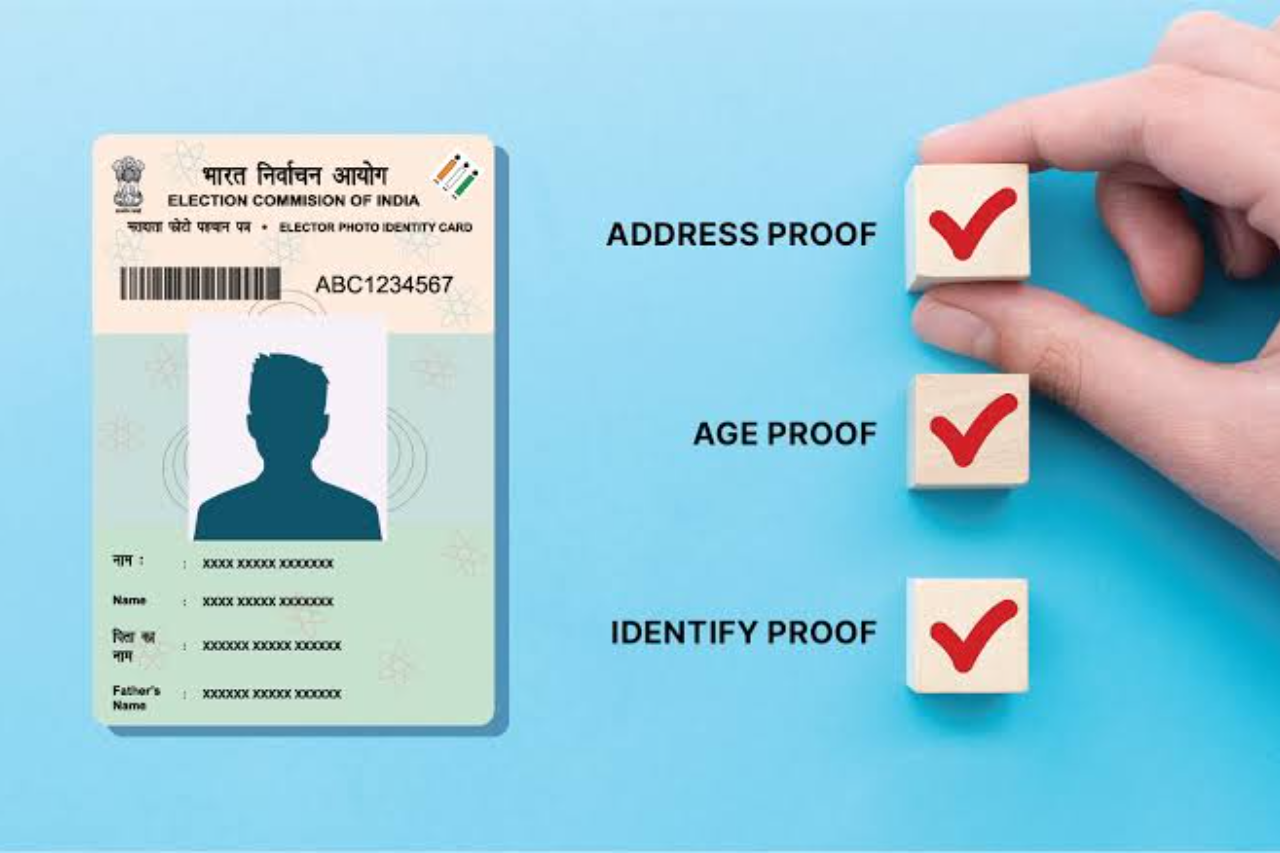 भारत निर्वाचन आयोग
ELECTION COMMISION OF INDIA
मतदाता फोटो पहचान पत्र • ELECTOR PHOTO IDENTITY CARD
ABC1234567
नाम : : XXXX XXXXX XXXXXXX
Name : XXXX XXXXX XXXXXXX
पिता का
नाम : XXXXXX XXXXX XXXXXX
Father's
Name : XXXXXX XXXXX XXXXXX
ADDRESS PROOF
AGE PROOF
IDENTIFY PROOF